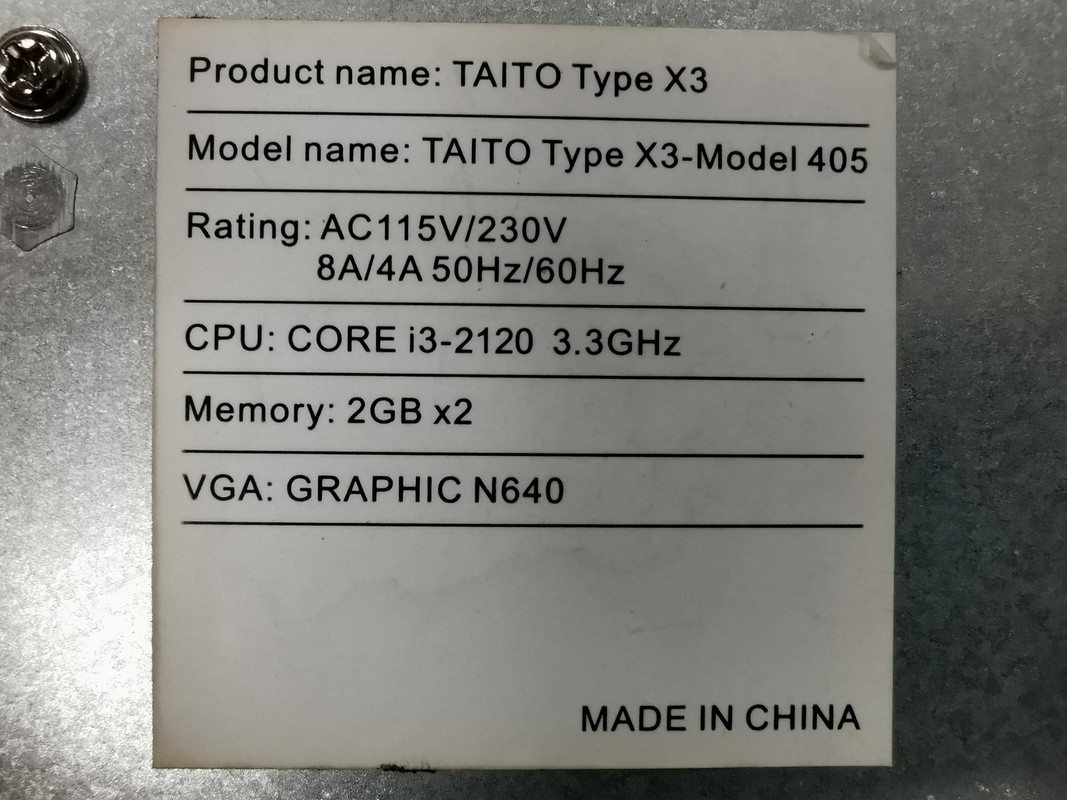 Product name: TAITO Type X3
Model name: TAITO Type X3-Model 405
Rating: AC115V/230V
8A/4A 50Hz/60Hz
CPU: CORE i3-2120 3.3GHz
Memory: 2GB x2
VGA: GRAPHIC N640
MADE IN CHINA